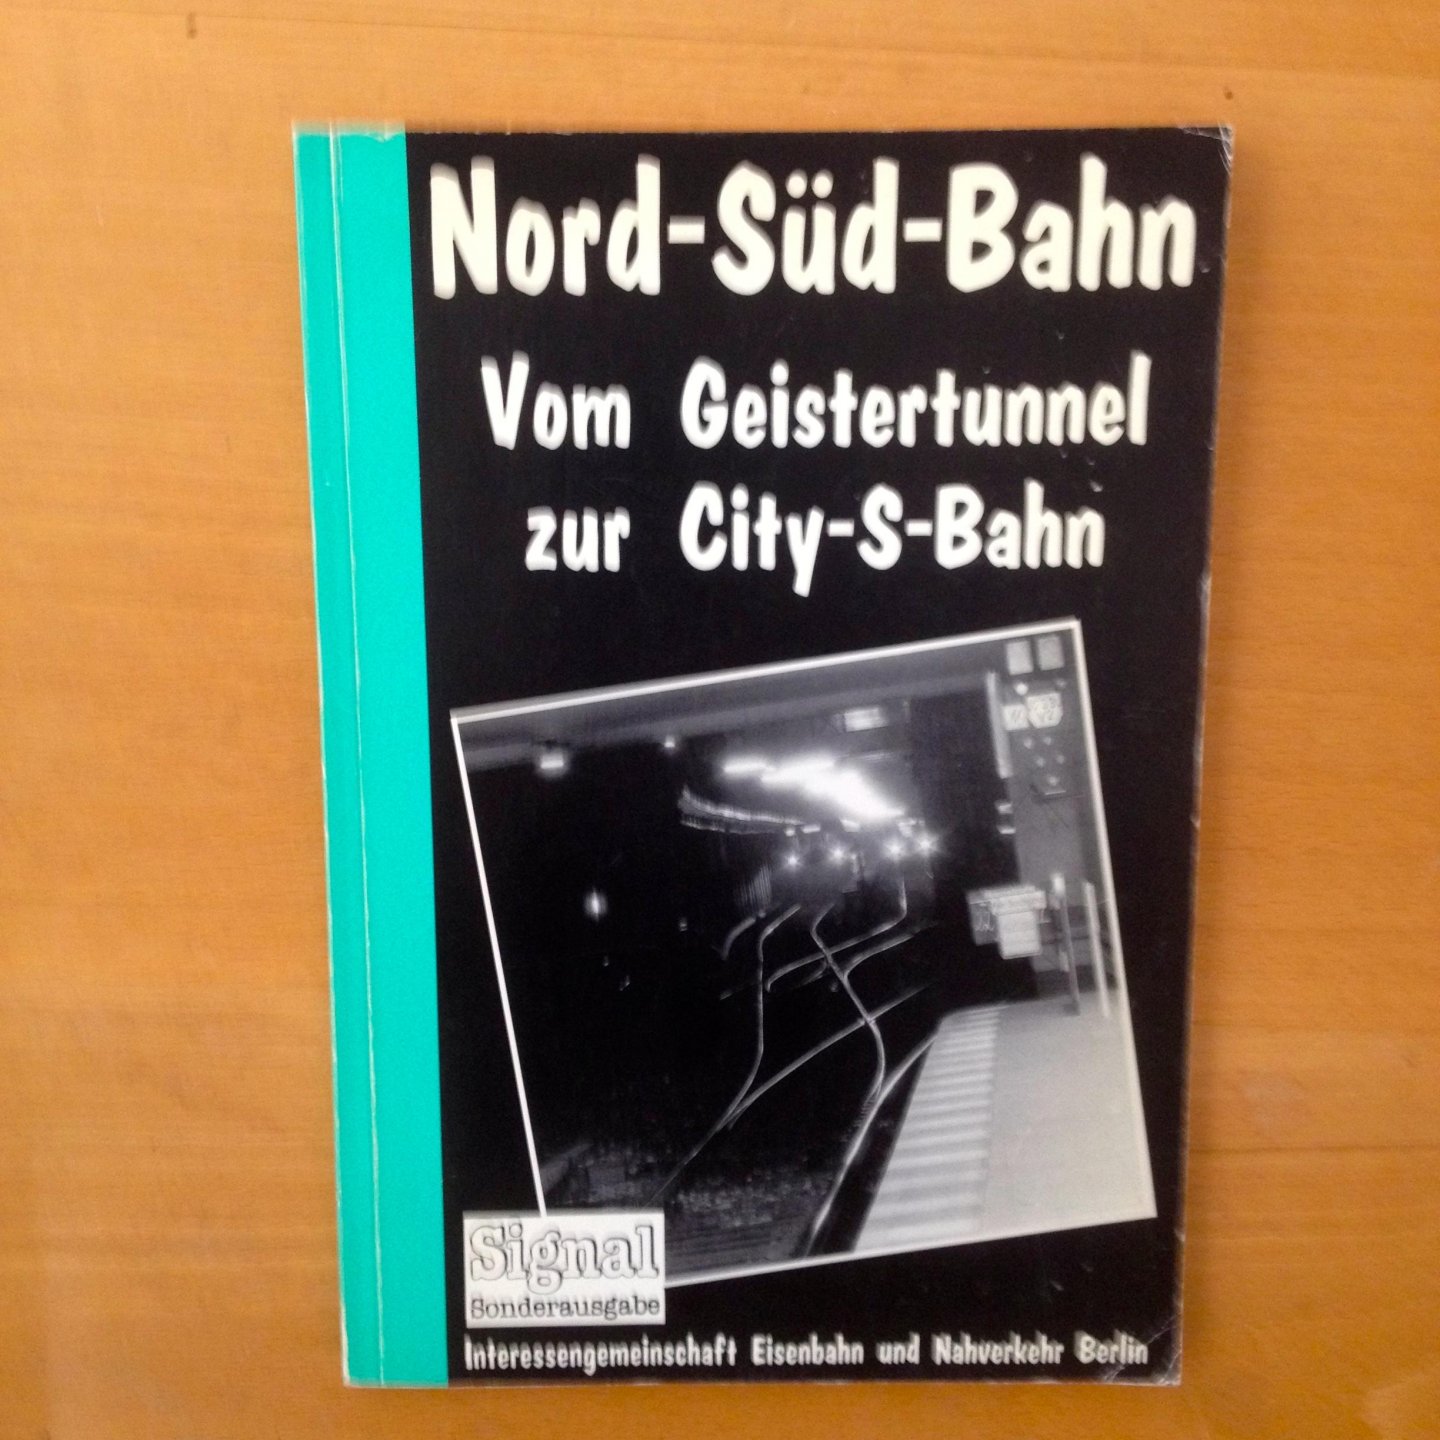 Nord-Süd-Bahn
Vom Geistertunnel
zur City-S-Bahn
Signal
Sonderausgabe
Interessengemeinschaft Eisenbahn und Nahverkehr Berlin